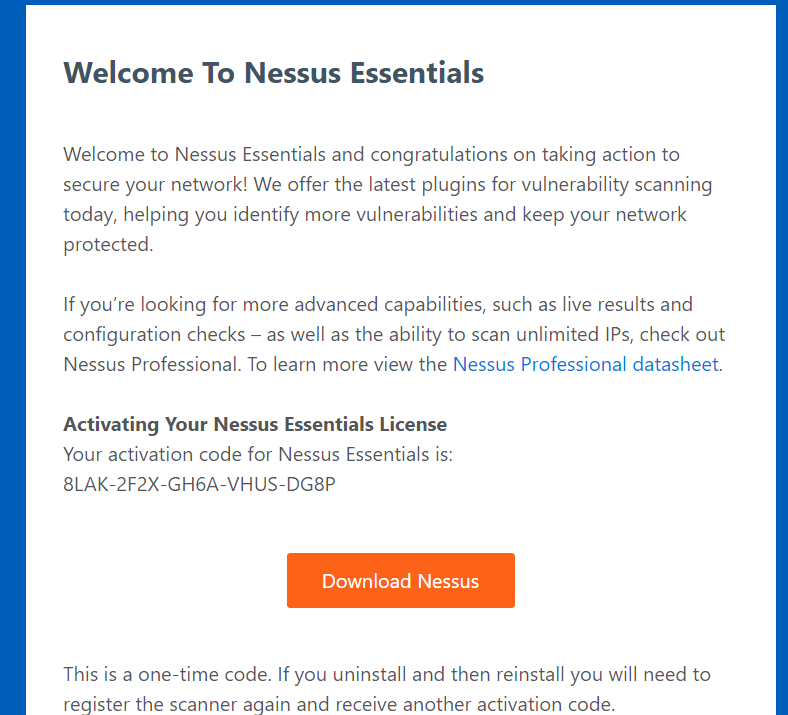 Welcome To Nessus Essentials
Welcome to Nessus Essentials and congratulations on taking action to
secure your network! We offer the latest plugins for vulnerability scanning
today, helping you identify more vulnerabilities and keep your network
protected.
If you’re looking for more advanced capabilities, such as live results and
configuration checks – as well as the ability to scan unlimited IPs, check out
Nessus Professional. To learn more view the Nessus Professional datasheet.
Activating Your Nessus Essentials License
Your activation code for Nessus Essentials is:
8LAK-2F2X-GH6A-VHUS-DG8P
Download Nessus
This is a one-time code. If you uninstall and then reinstall you will need to
register the scanner again and receive another activation code.